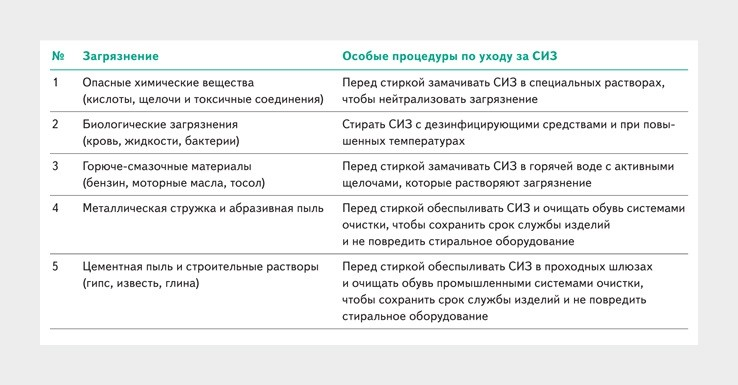 № Загрязнение Особые процедуры по уходу за СИЗ
1 Опасные химические вещества Перед стиркой замачивать СИЗ в специальных растворах,
(кислоты, щелочи и токсичные соединения) чтобы нейтрализовать загрязнение
2 Биологические загрязнения Стирать СИЗ с дезинфицирующими средствами и при повы-
(кровь, жидкости, бактерии) шенных температурах
3 Горюче-смазочные материалы Перед стиркой замачивать СИЗ в горячей воде с активными
(бензин, моторные масла, тосол) щелочами, которые растворяют загрязнение
4 Металлическая стружка и абразивная пыль Перед стиркой обеспыливать СИЗ и очищать обувь системами
очистки, чтобы сохранить срок службы изделий
и не повредить стиральное оборудование
5 Цементная пыль и строительные растворы Перед стиркой обеспыливать СИЗ в проходных шлюзах
(гипс, известь, глина) и очищать обувь промышленными системами очистки,
чтобы сохранить срок службы изделий и не повредить
стиральное оборудование